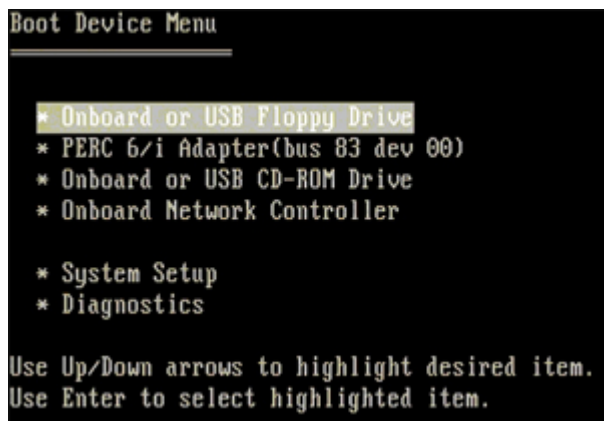 Boot Device Menu
* Onboard or USB Floppy Drive
* PERC 6/i Adapter(bus 83 dev 00)
* Onboard or USB CD-ROM Drive
* Onboard Network Controller
* System Setup
* Diagnostics
Use Up/Down arrows to highlight desired item.
Use Enter to select highlighted item.